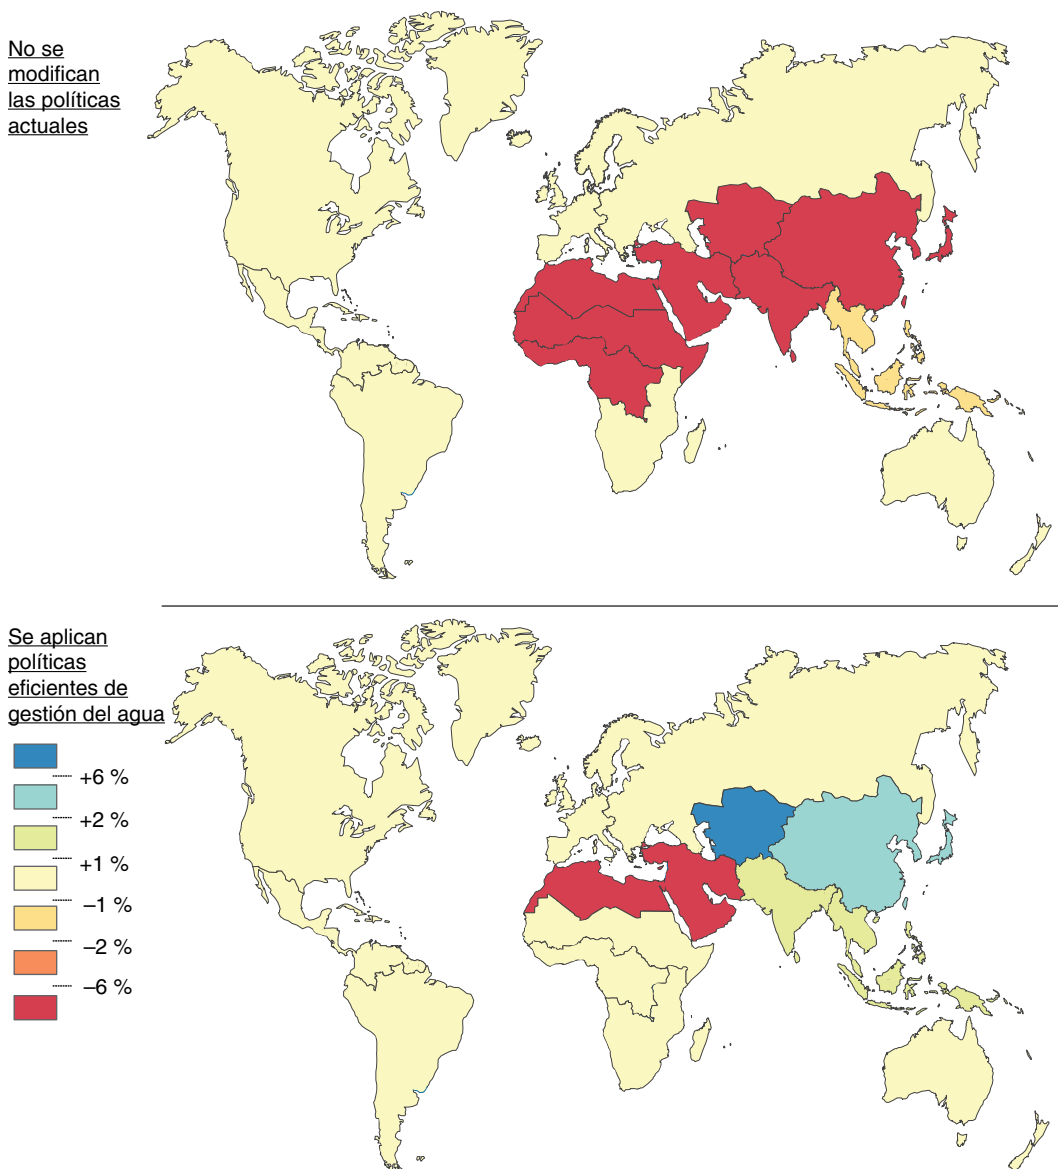 No se
modifican
las políticas
actuales
Se aplican
políticas
eficientes de
gestión del agua
+6 %
+2 %
+1 %
–1 %
–2 %
–6 %